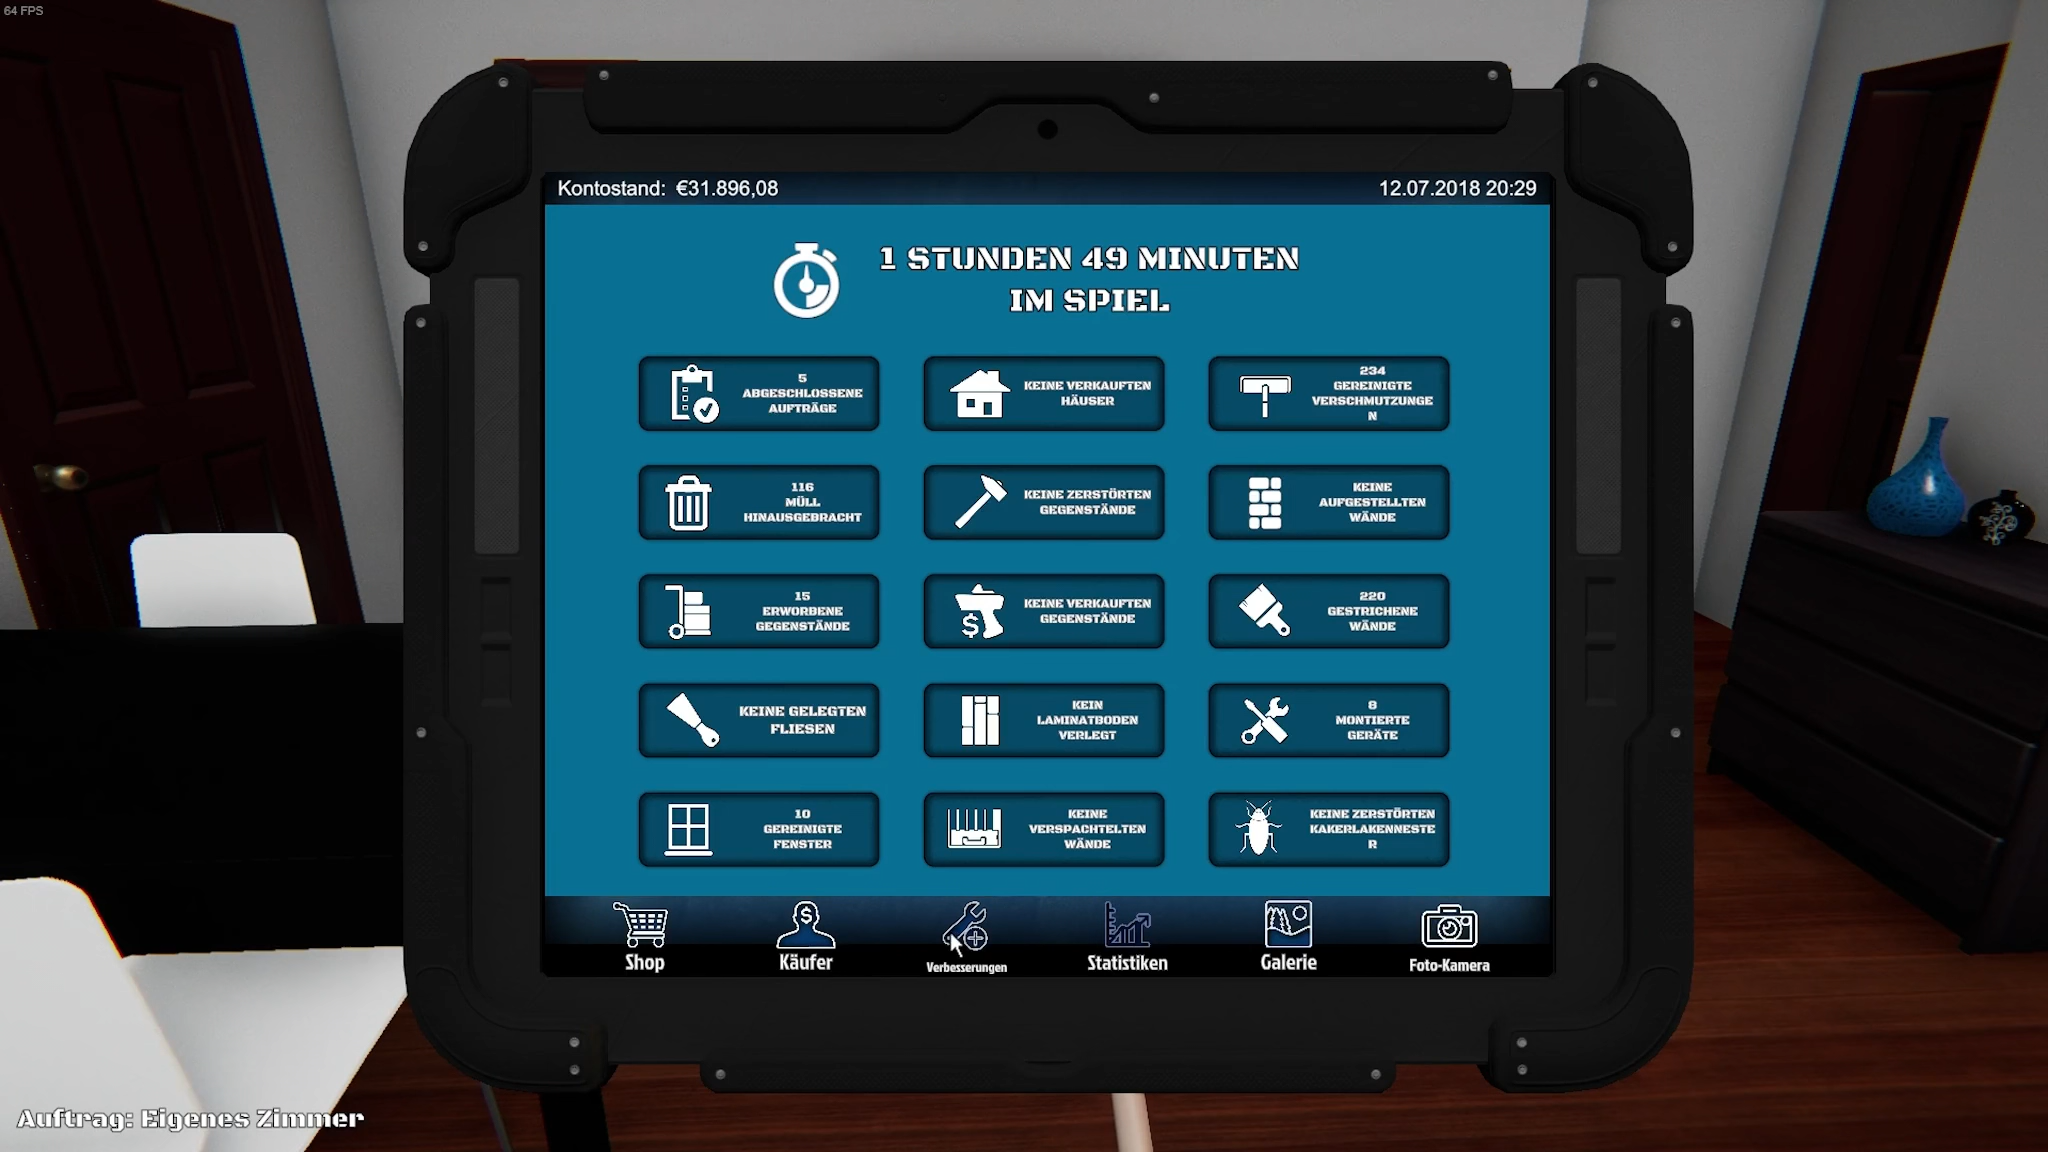 64 FPS
Kontostand: €31.896,08
12.07.2018 20:29
1 STUNDEN 49 MINUTEN
IM SPIEL
5
ABGESCHLOSSENE
AUFTRÄGE
KEINE VERKAUFTEN
HÄUSER
234
GEREINIGTE
VERSCHMUTZUNGE
N
116
MÜLL
HINAUSGEBRACHT
KEINE ZERSTÖRTEN
GEGENSTÄNDE
KEINE
AUFGESTELLTEN
WÄNDE
15
ERWORBENE
GEGENSTÄNDE
KEINE VERKAUFTEN
GEGENSTÄNDE
220
GESTRICHENE
WÄNDE
KEINE GELEGTEN
FLIESEN
KEIN
LAMINATBODEN
VERLEGT
8
MONTIERTE
GERÄTE
10
GEREINIGTE
FENSTER
KEINE
VERSPACHTELTEN
WÄNDE
KEINE ZERSTÖRTEN
KAKERLAKENNESTE
R
Shop
Käufer
Verbesserungen
Statistiken
Galerie
Foto-Kamera
Auftrag: Eigenes Zimmer